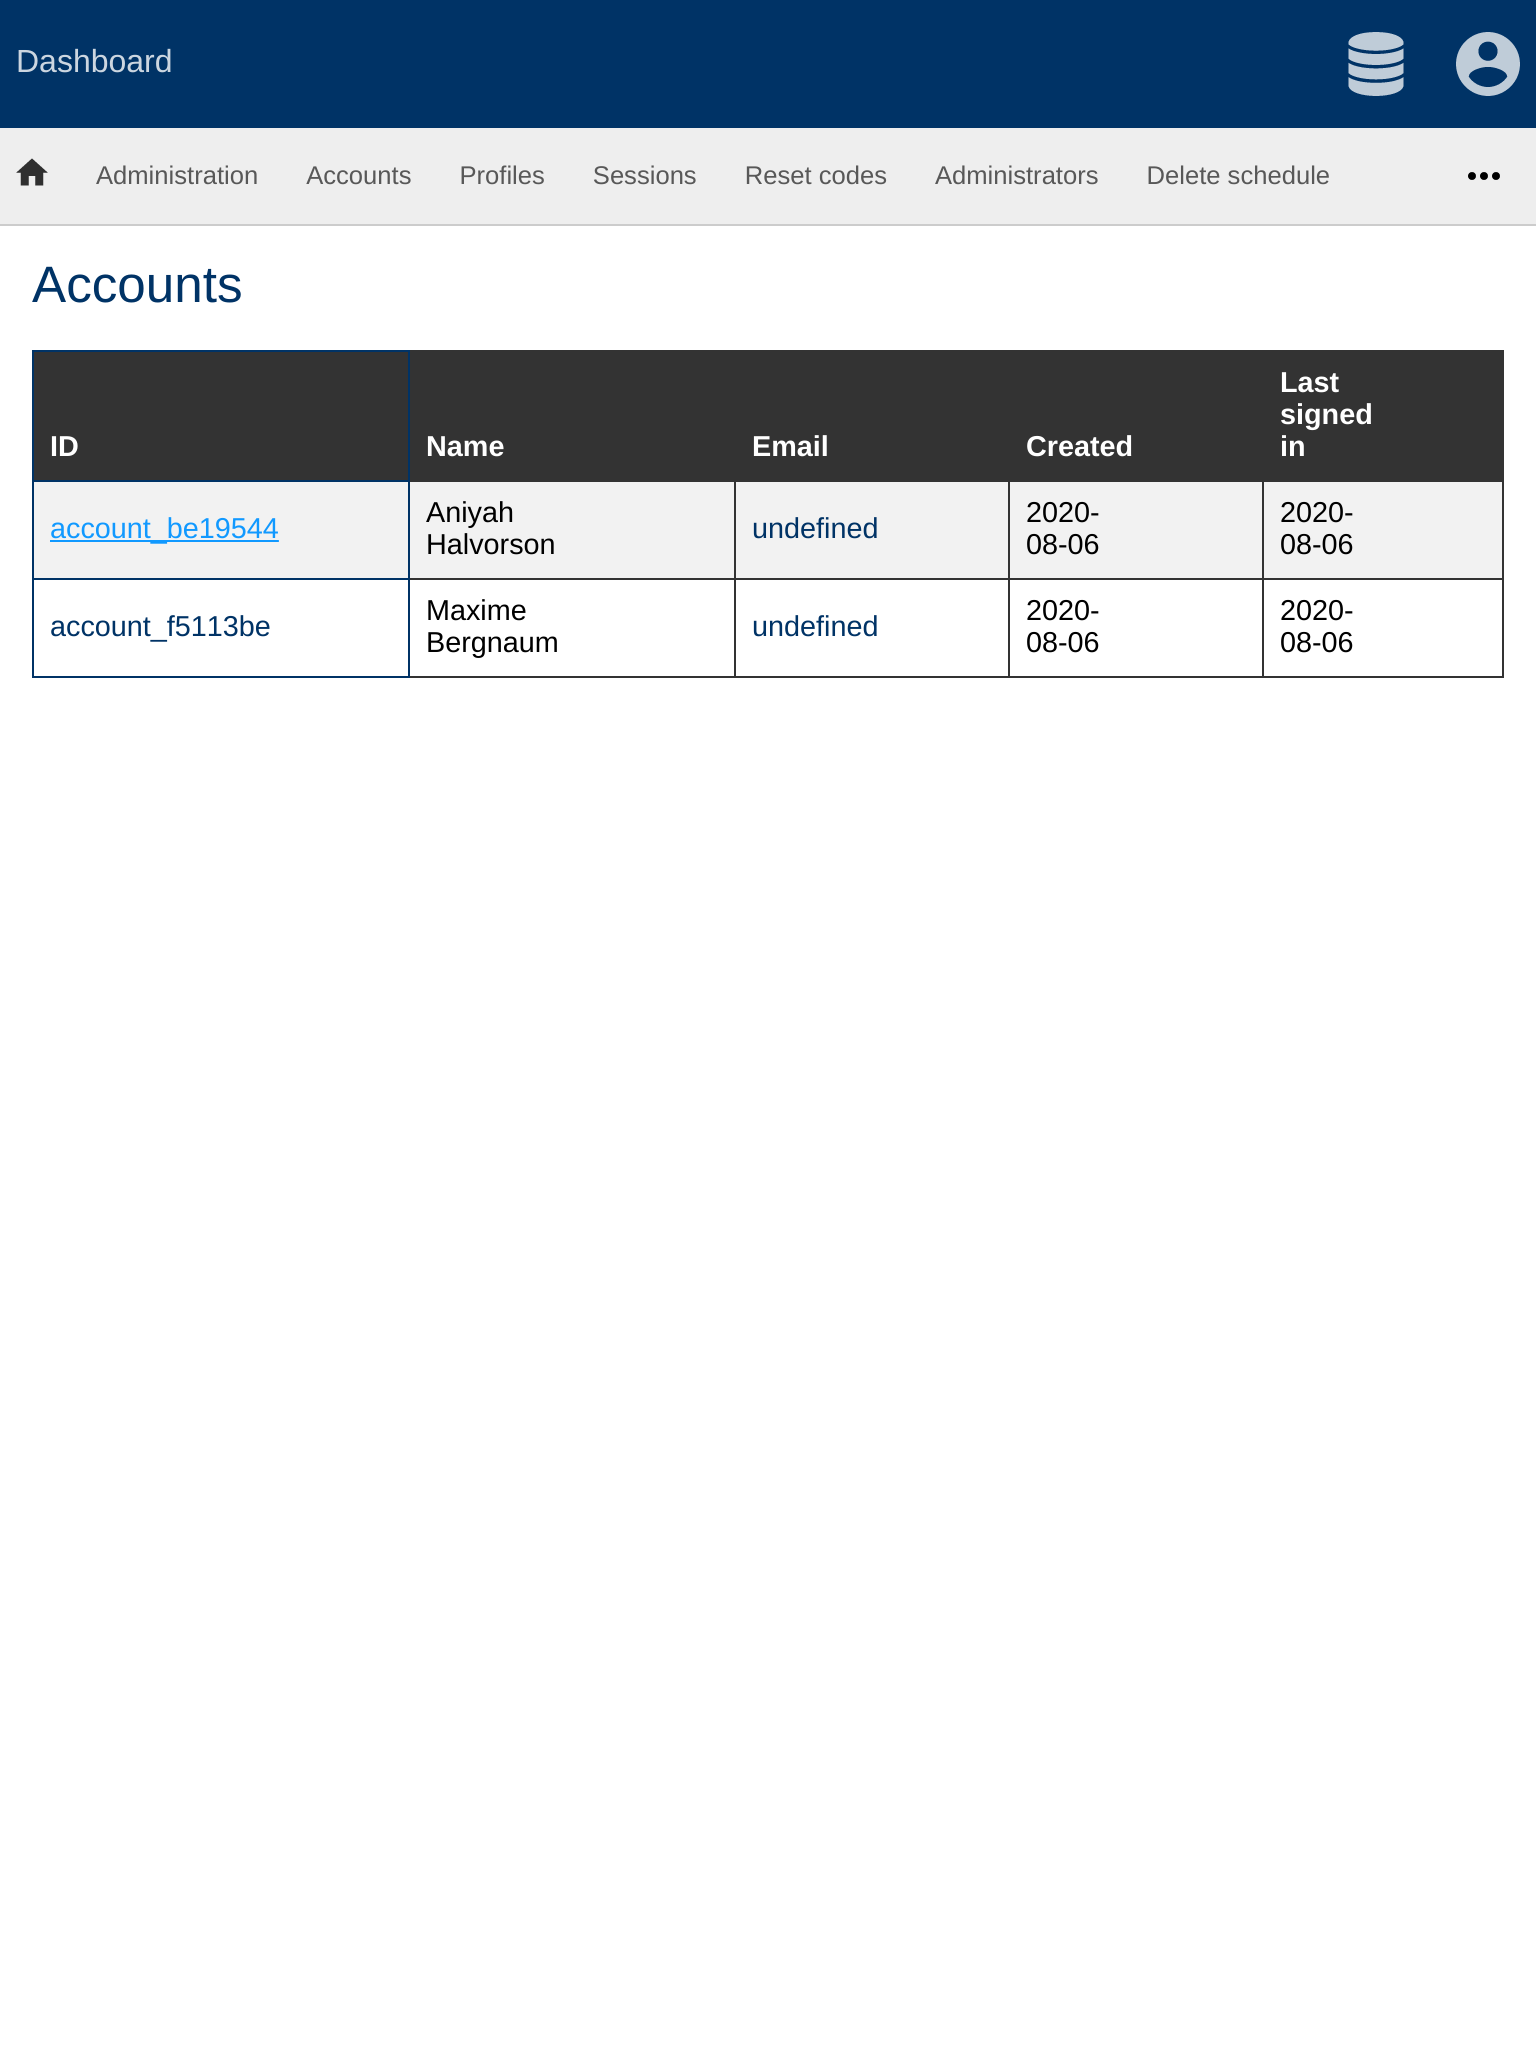 Dashboard
Administration Accounts Profiles Sessions Reset codes Administrators Delete schedule
Accounts
ID Name Email Created Last signed in
account_be19544 Aniyah Halvorson undefined 2020-08-06 2020-08-06
account_f5113be Maxime Bergnaum undefined 2020-08-06 2020-08-06